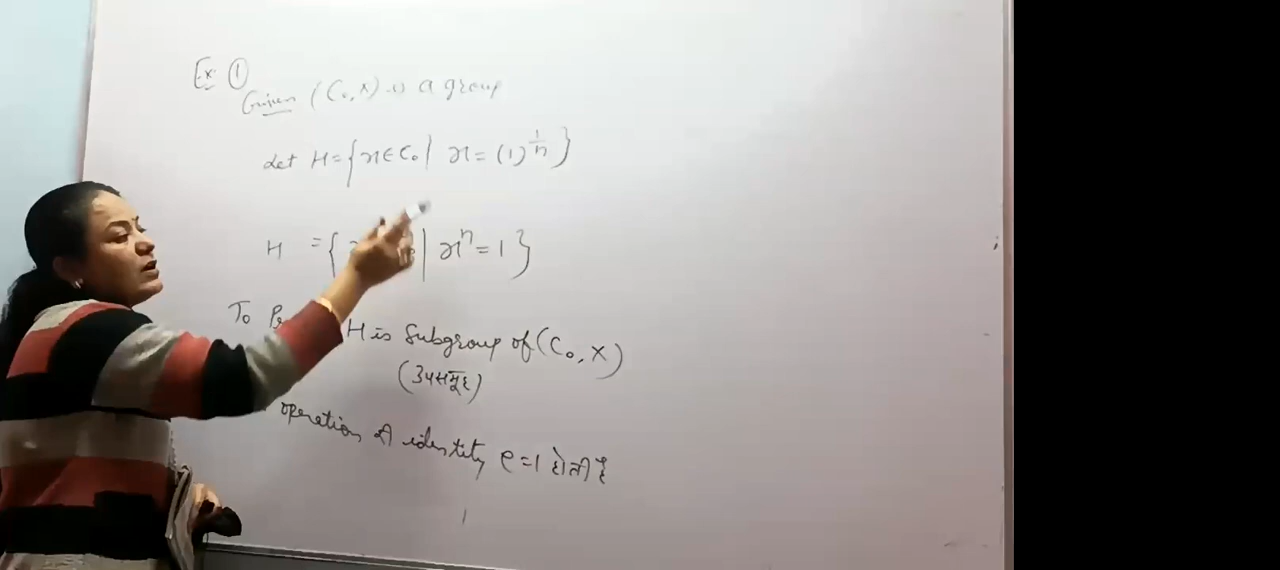 Ex. ①
Given (C₀, ×) is a group
Let H = { x ∈ C₀ | x = (1)^{1/n} }
H = { | xⁿ = 1 }
To H is Subgroup of (C₀, ×)
(उपसमूह)
operation में identity e = 1 होती है
1